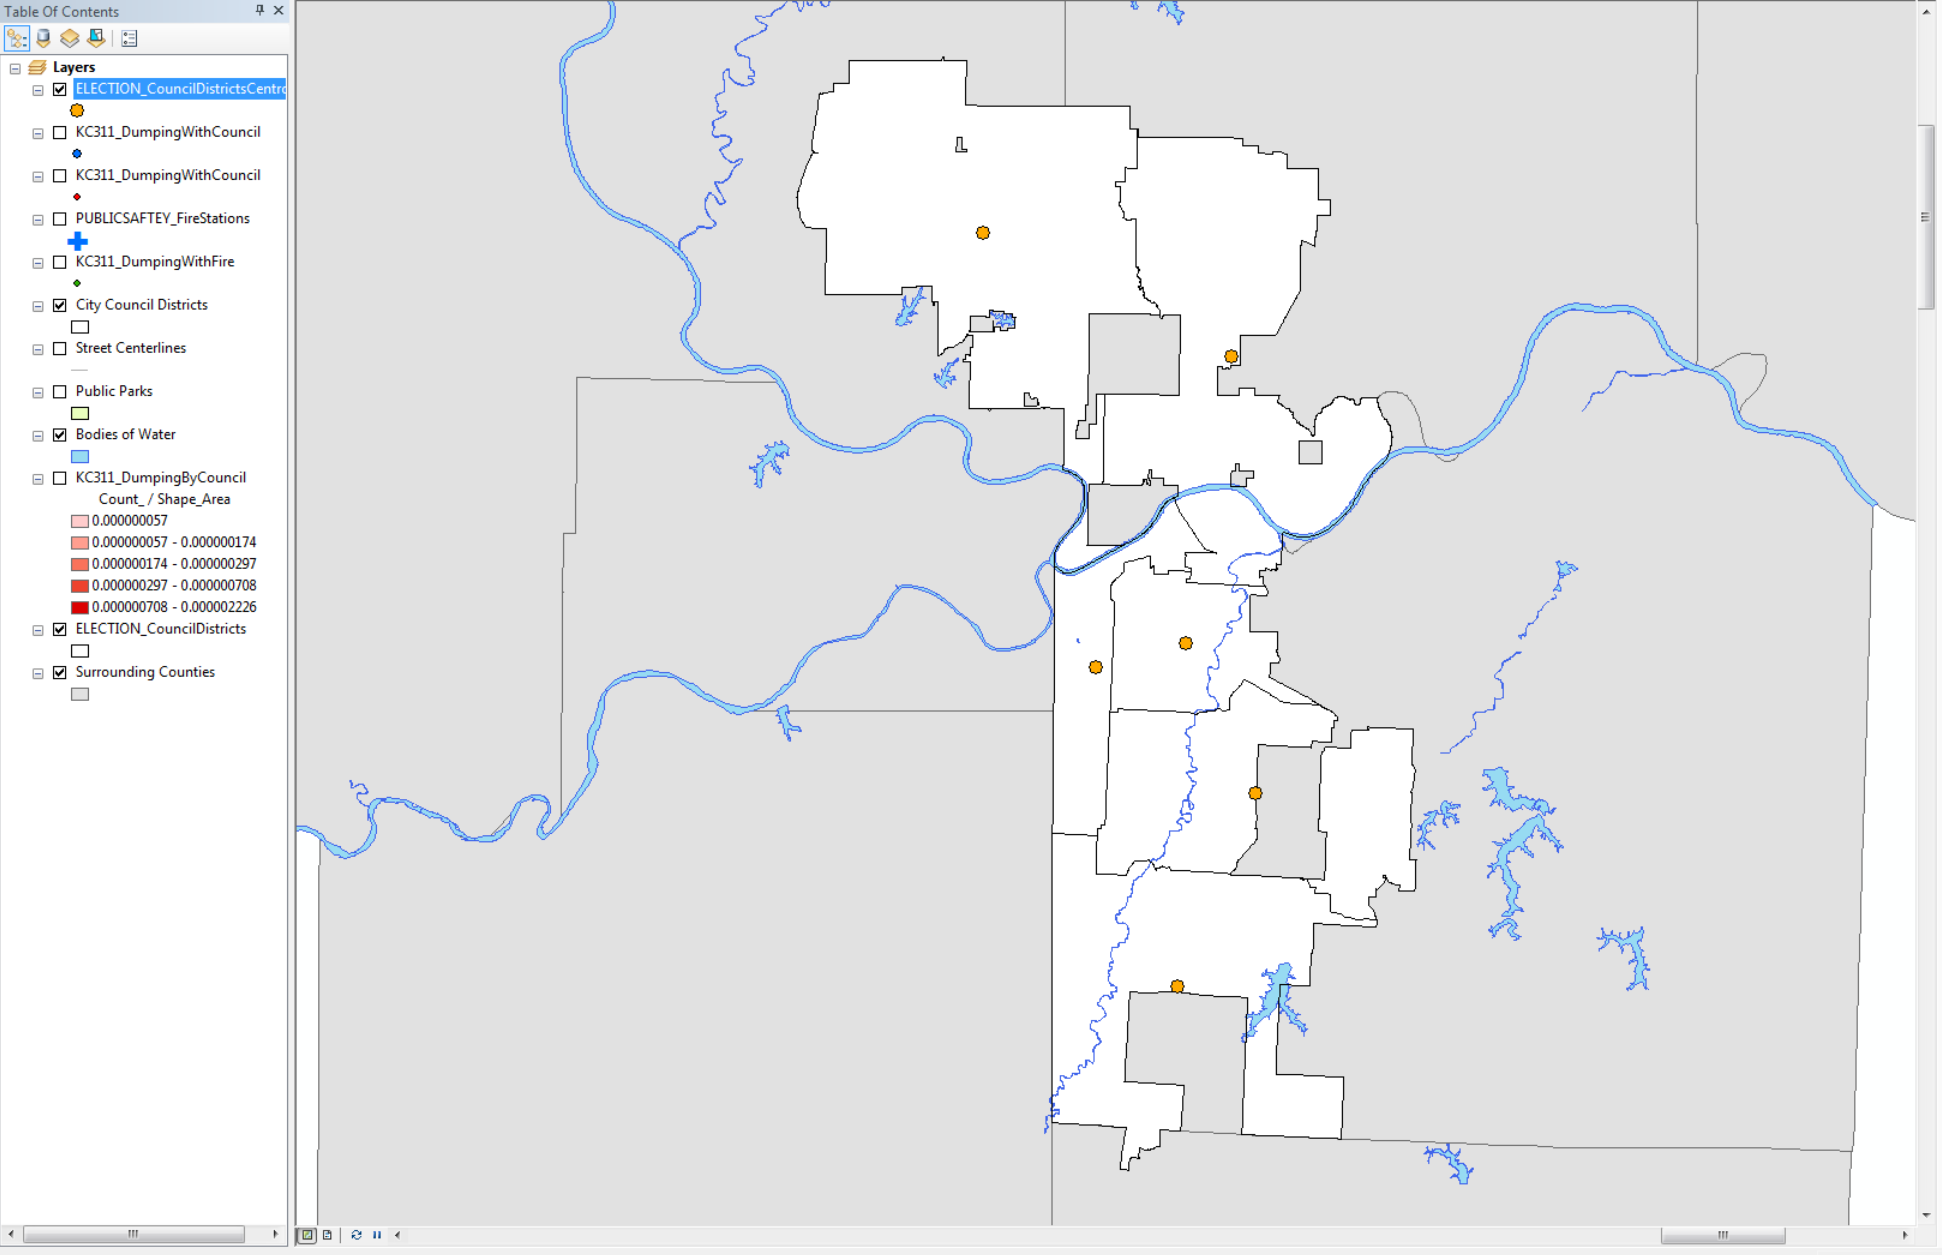 Table Of Contents
Layers
ELECTION_CouncilDistrictsCentro
KC311_DumpingWithCouncil
KC311_DumpingWithCouncil
PUBLICSAFTEY_FireStations
KC311_DumpingWithFire
City Council Districts
Street Centerlines
Public Parks
Bodies of Water
KC311_DumpingByCouncil
Count_ / Shape_Area
0.000000057
0.000000057 - 0.000000174
0.000000174 - 0.000000297
0.000000297 - 0.000000708
0.000000708 - 0.000002226
ELECTION_CouncilDistricts
Surrounding Counties